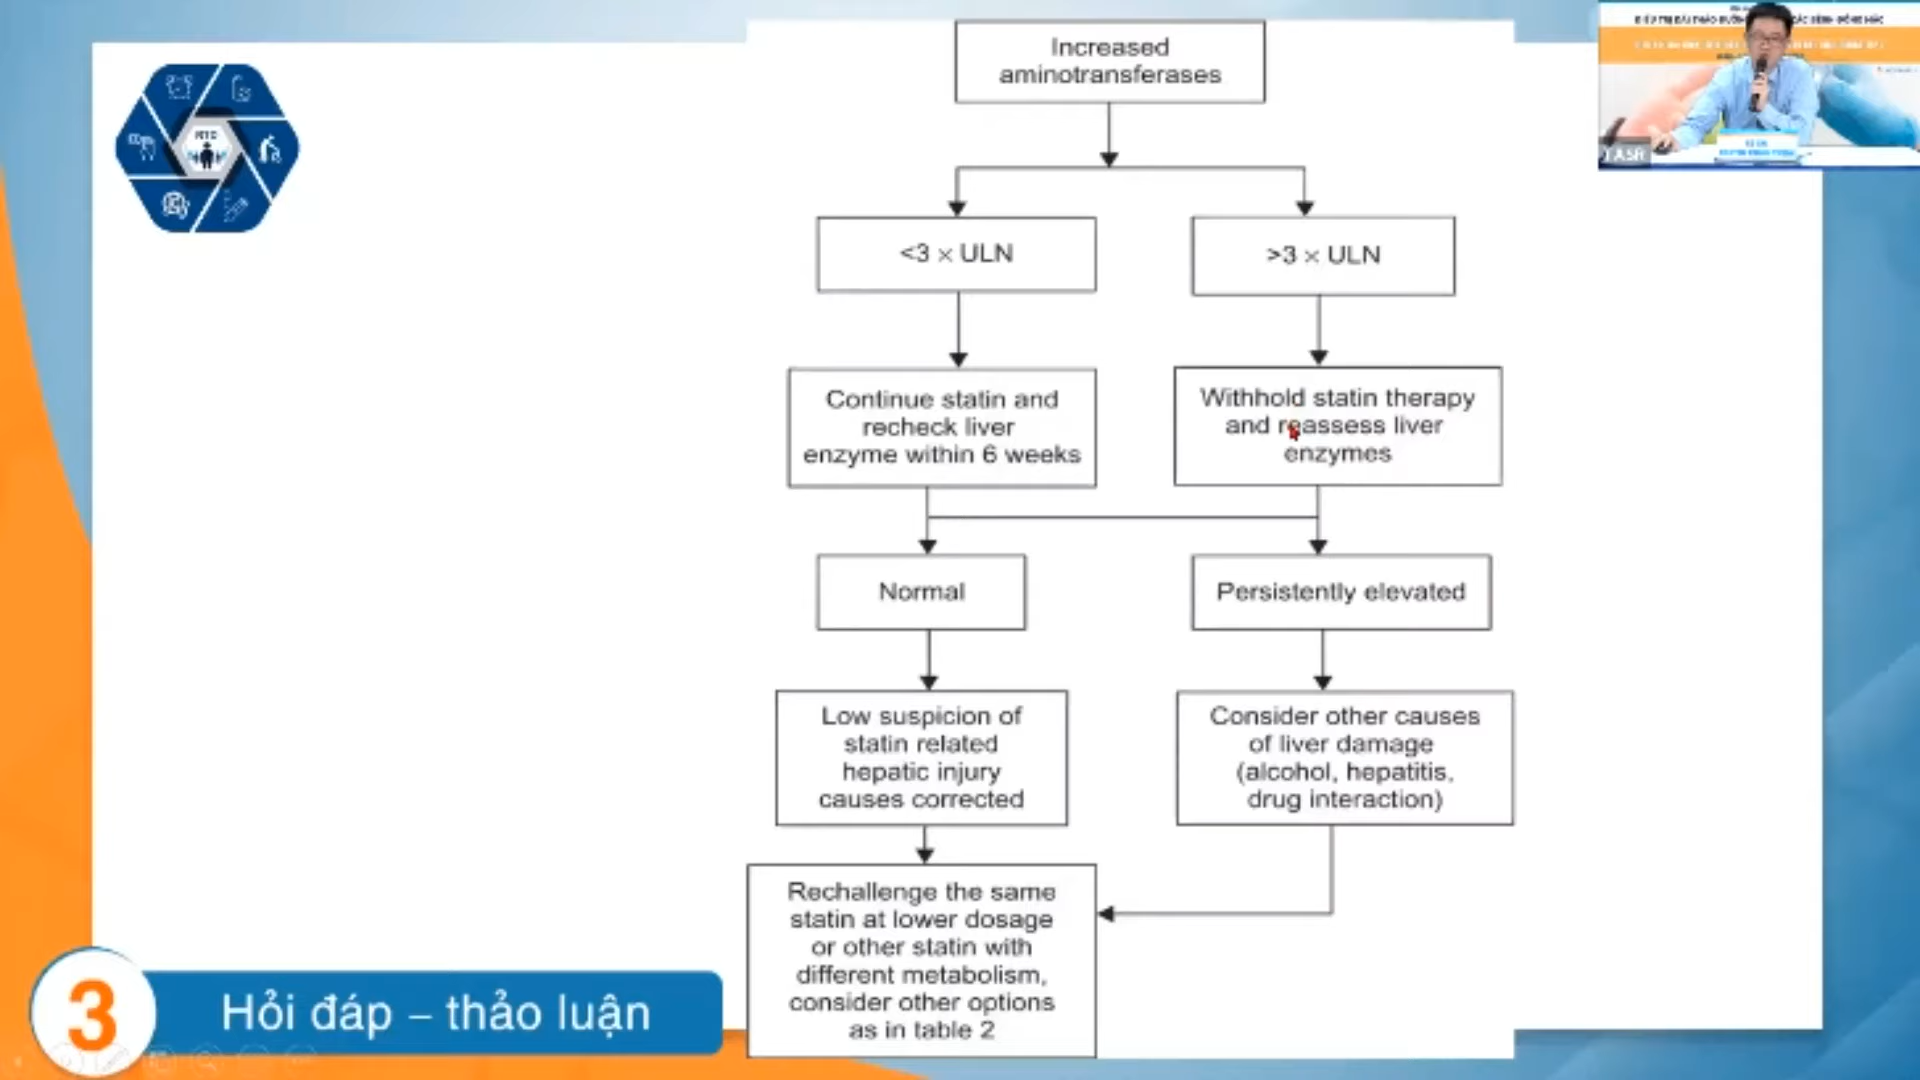 Increased
aminotransferases
<3 × ULN
>3 × ULN
Continue statin and
recheck liver
enzyme within 6 weeks
Withhold statin therapy
and reassess liver
enzymes
Normal
Persistently elevated
Low suspicion of
statin related
hepatic injury
causes corrected
Consider other causes
of liver damage
(alcohol, hepatitis,
drug interaction)
Rechallenge the same
statin at lower dosage
or other statin with
different metabolism,
consider other options
as in table 2
3
Hỏi đáp – thảo luận